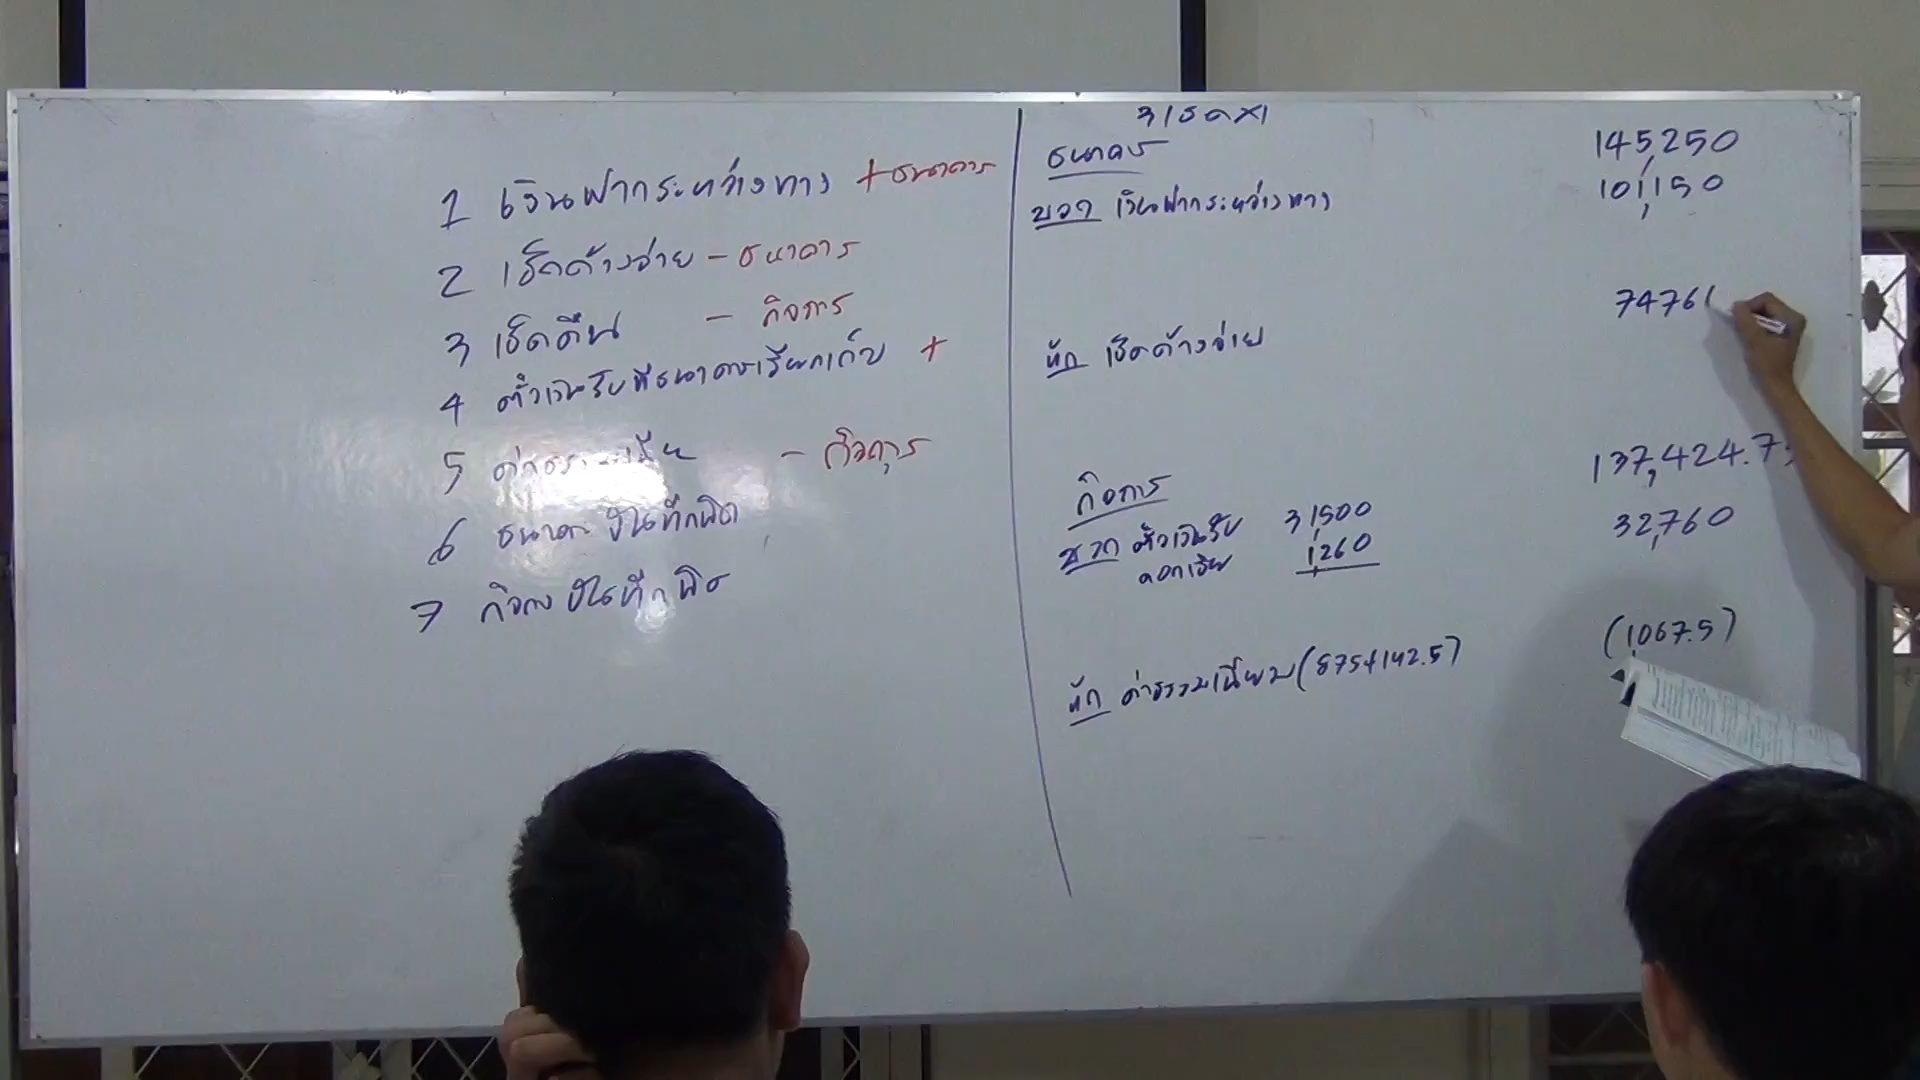 1 เงินฝากระหว่างทาง + ธนาคาร
2 เช็คค้างจ่าย - ธนาคาร
3 เช็คคืน - กิจการ
4 ตั๋วเงินรับที่ธนาคารเรียกเก็บ +
5 - กิจการ
6 ธนาคาร บันทึกผิด
7 กิจการ บันทึกผิด
ธนาคาร 145,250
บวก เงินฝากระหว่างทาง 101,150
7476
หัก เช็คค้างจ่าย
กิจการ 137,424.75
บวก ตั๋วเงินรับ 31,500 32,760
ดอกเบี้ย 1,260
หัก ค่าธรรมเนียม (875+142.5) (1,067.5)